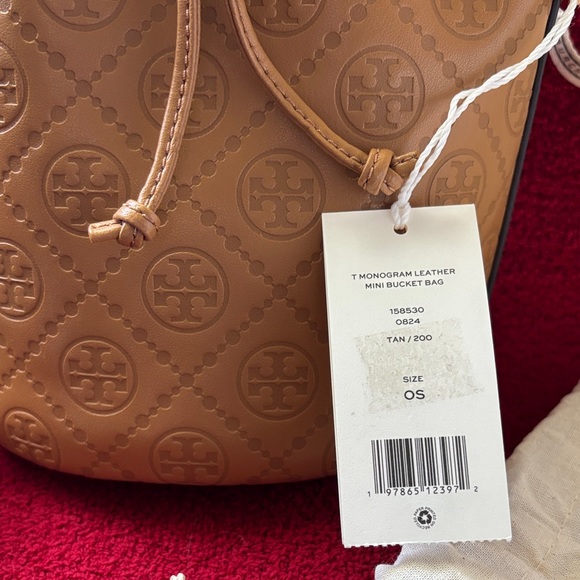 T MONOGRAM LEATHER
MINI BUCKET BAG
158530
0824
TAN / 200
SIZE
OS
1 97865 12397 2